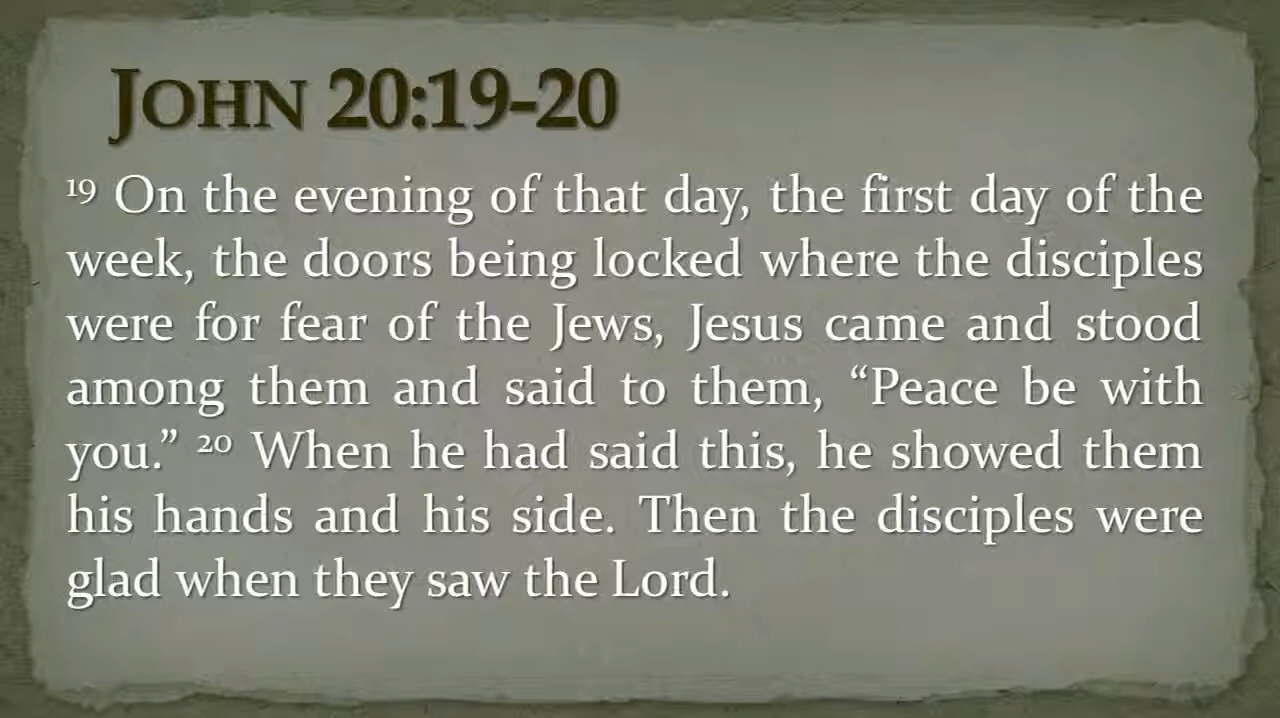 JOHN 20:19-20
19 On the evening of that day, the first day of the
week, the doors being locked where the disciples
were for fear of the Jews, Jesus came and stood
among them and said to them, “Peace be with
you.” 20 When he had said this, he showed them
his hands and his side. Then the disciples were
glad when they saw the Lord.